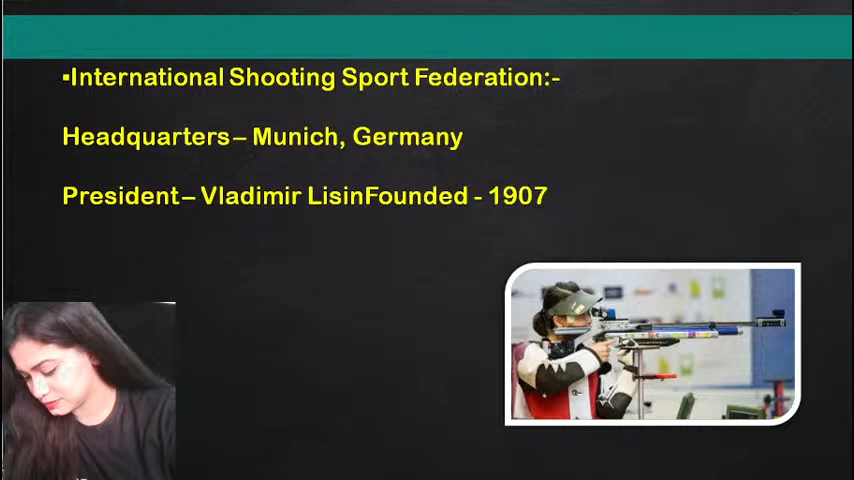 ▪International Shooting Sport Federation:-
Headquarters – Munich, Germany
President – Vladimir LisinFounded - 1907